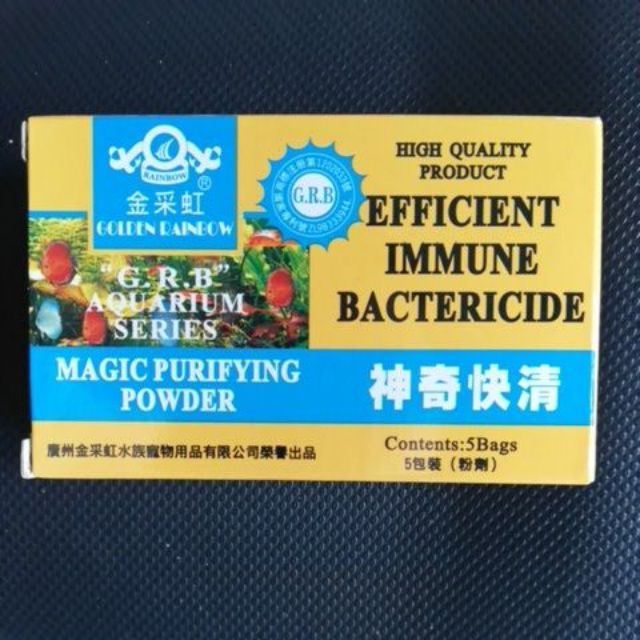 RAINBOW
金采虹®
GOLDEN RAINBOW
"G.R.B"
AQUARIUM
SERIES
G.R.B
HIGH QUALITY
PRODUCT
EFFICIENT
IMMUNE
BACTERICIDE
MAGIC PURIFYING
POWDER
神奇快清
廣州金采虹水族寵物用品有限公司榮譽出品
Contents:5Bags
5包裝（粉劑）